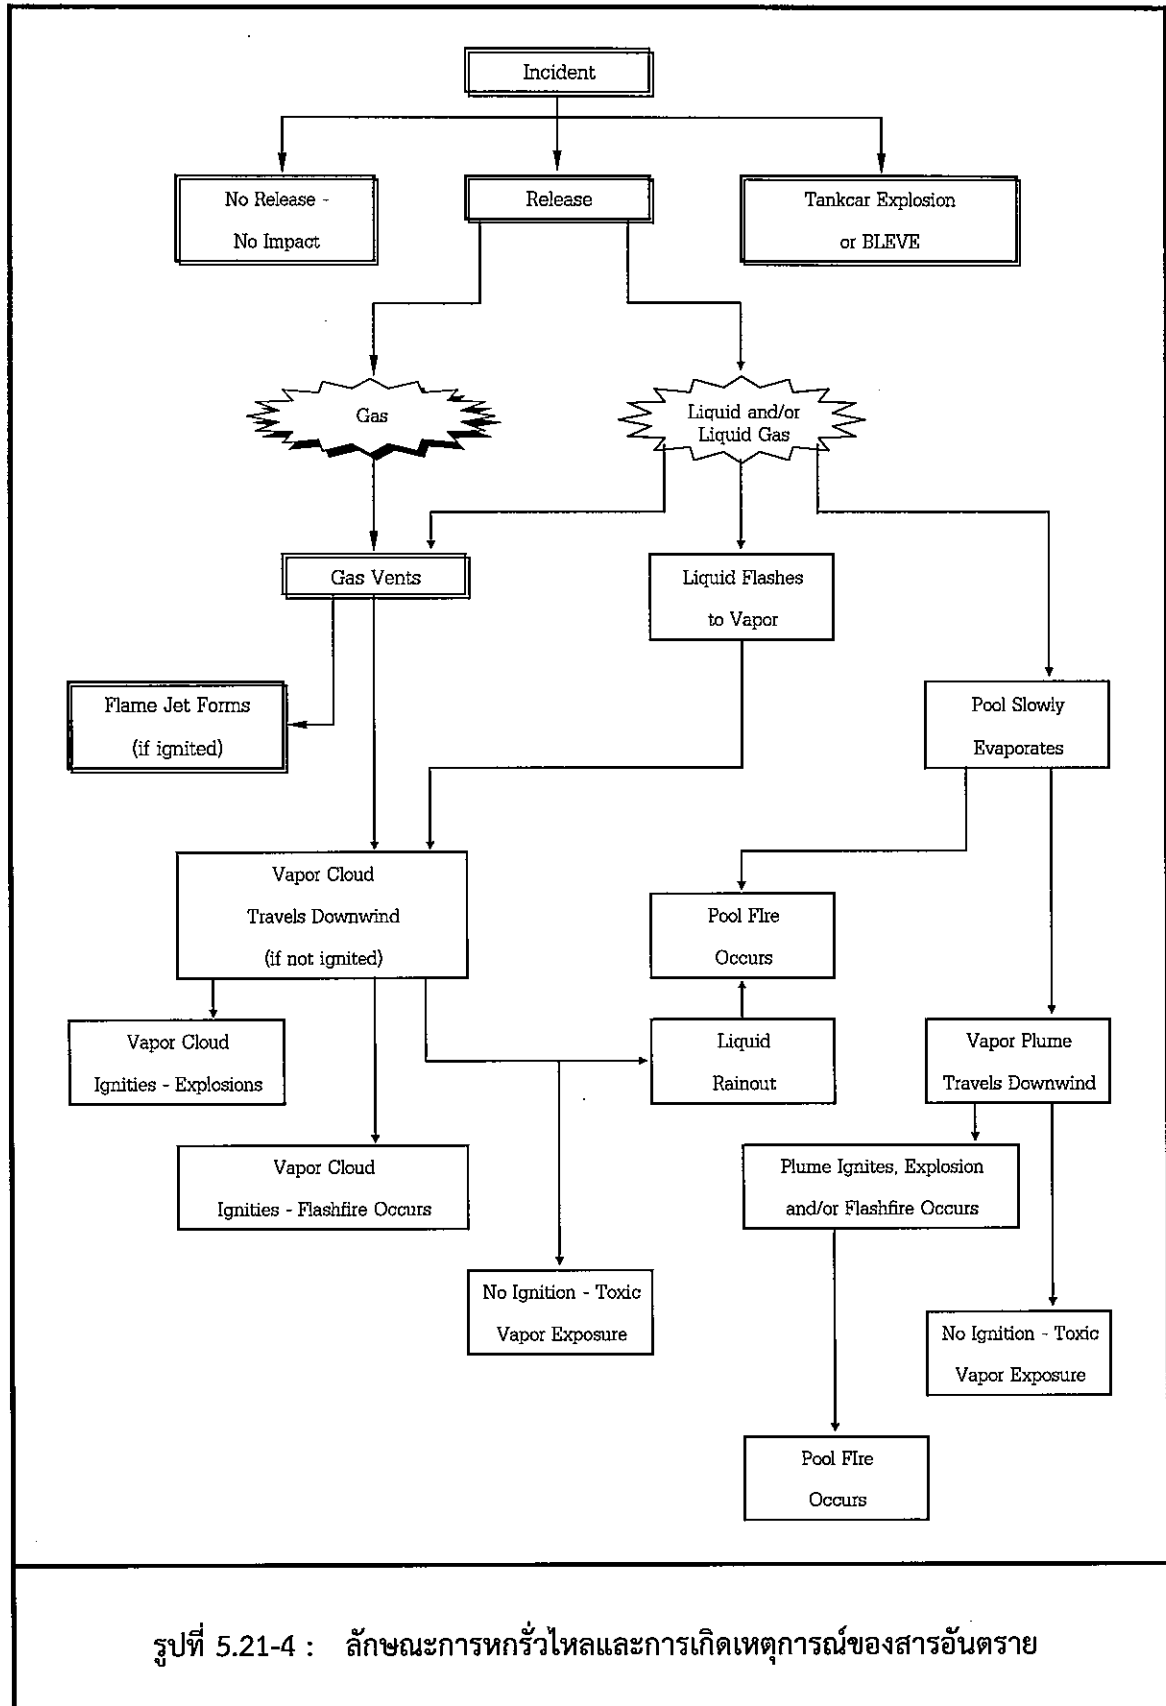 Incident
No Release -
No Impact
Release
Tankcar Explosion
or BLEVE
Gas
Liquid and/or
Liquid Gas
Gas Vents
Liquid Flashes
to Vapor
Flame Jet Forms
(if ignited)
Pool Slowly
Evaporates
Vapor Cloud
Travels Downwind
(if not ignited)
Pool FIre
Occurs
Vapor Cloud
Ignities - Explosions
Liquid
Rainout
Vapor Plume
Travels Downwind
Vapor Cloud
Ignities - Flashfire Occurs
Plume Ignites, Explosion
and/or Flashfire Occurs
No Ignition - Toxic
Vapor Exposure
No Ignition - Toxic
Vapor Exposure
Pool FIre
Occurs
รูปที่ 5.21-4 : ลักษณะการหกรั่วไหลและการเกิดเหตุการณ์ของสารอันตราย